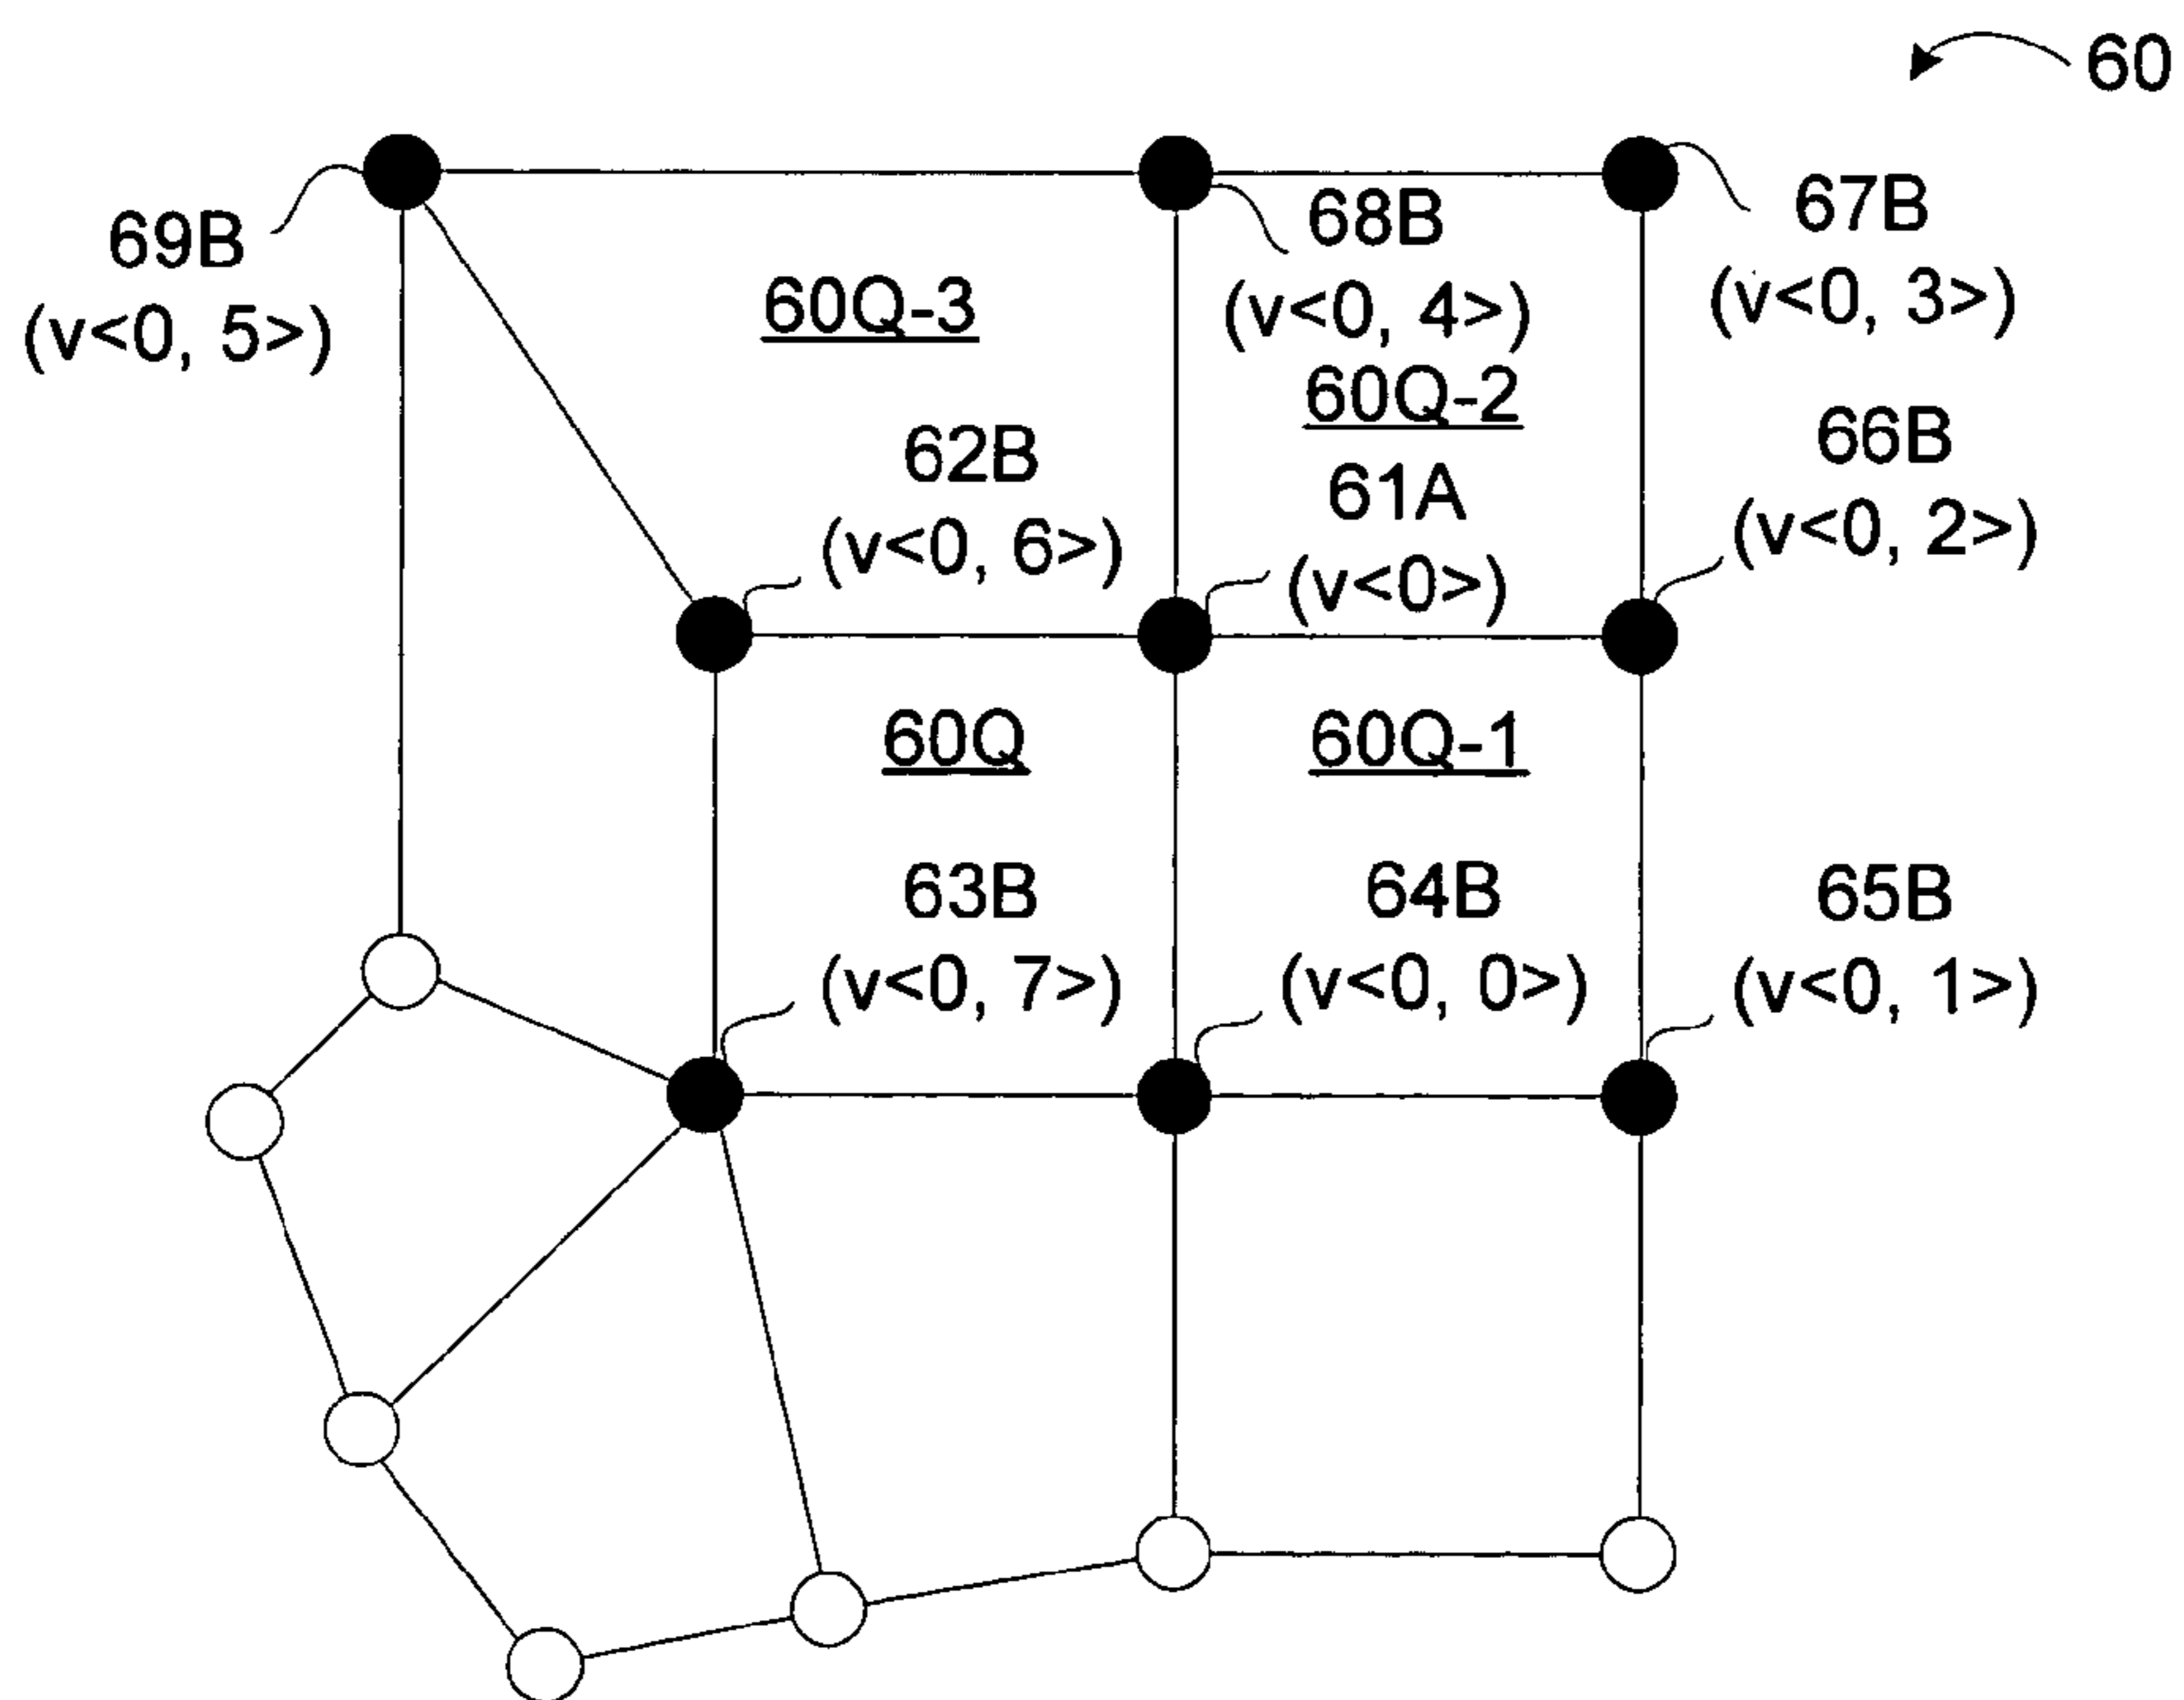 60
69B
(v<0, 5>)
60Q-3
68B
(v<0, 4>)
67B
(v<0, 3>)
60Q-2
62B
(v<0, 6>)
61A
(v<0>)
66B
(v<0, 2>)
60Q
60Q-1
63B
(v<0, 7>)
64B
(v<0, 0>)
65B
(v<0, 1>)